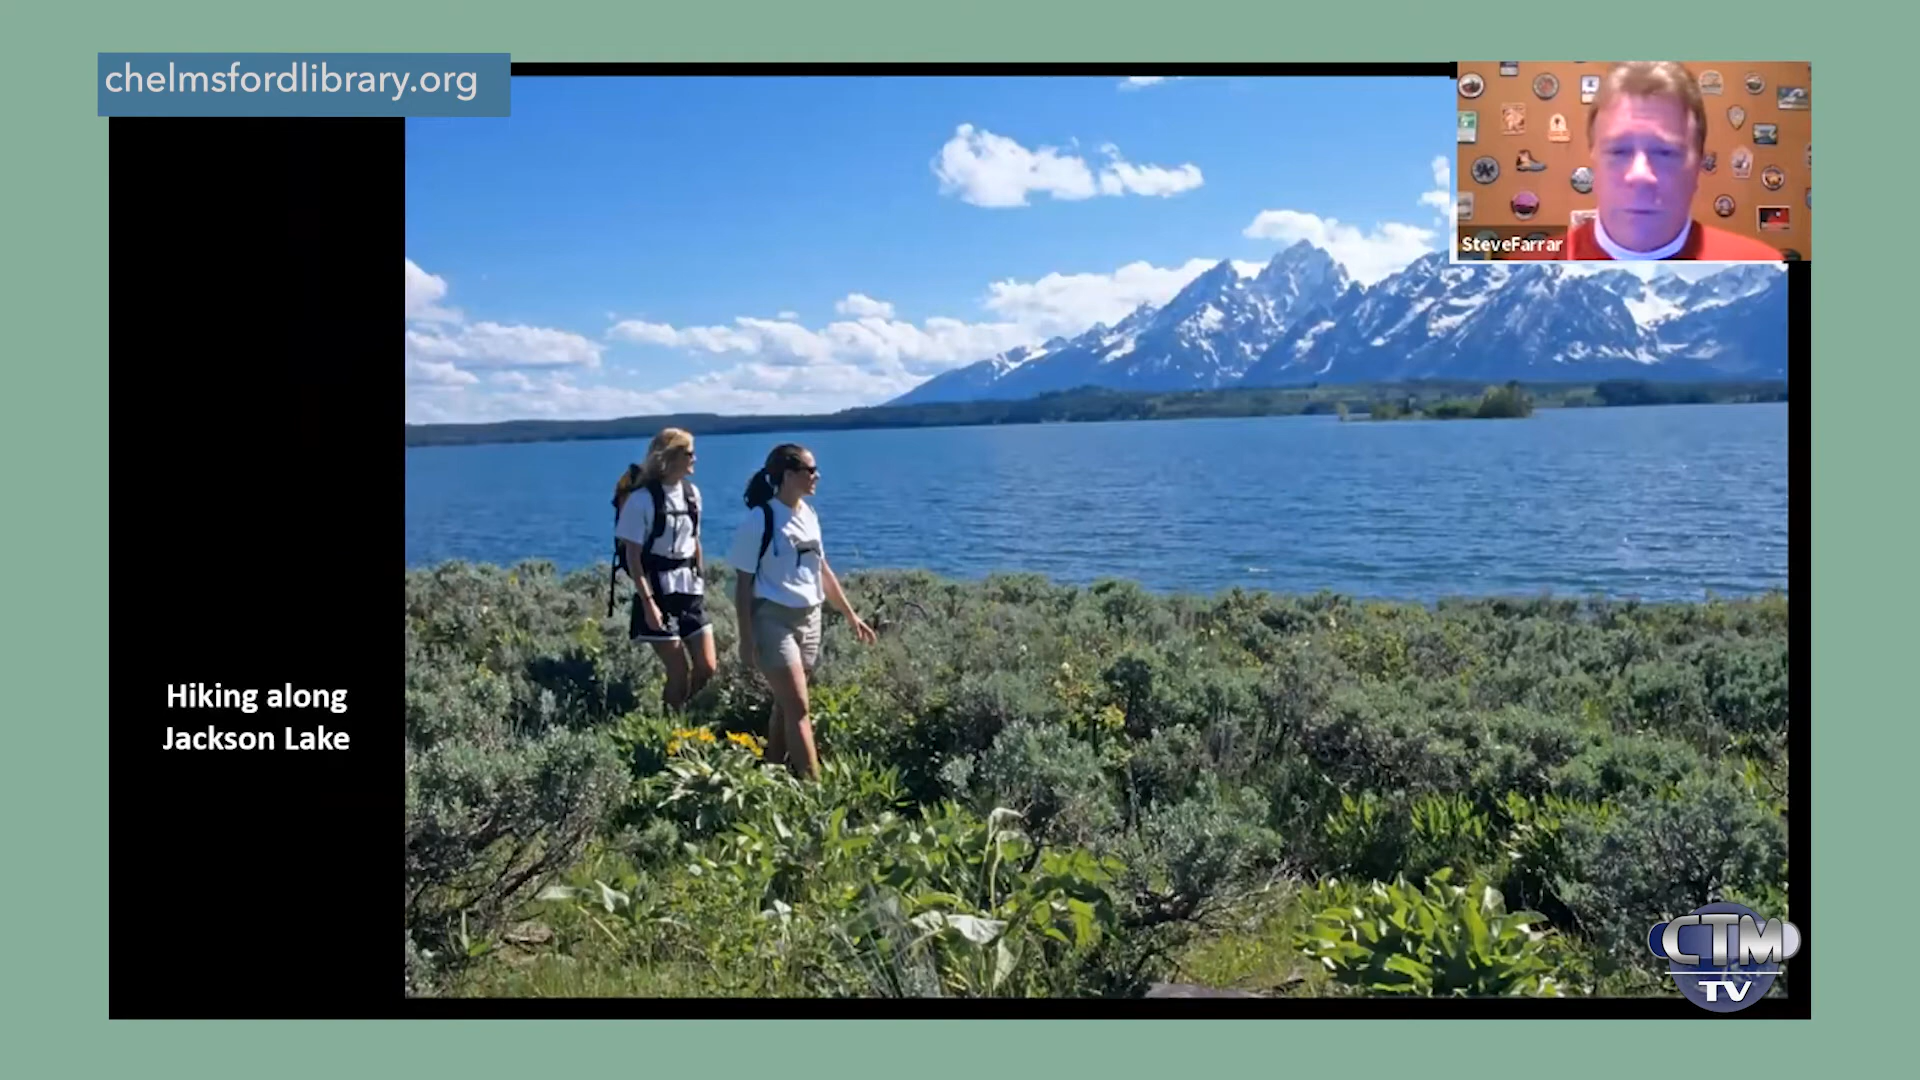 chelmsfordlibrary.org
SteveFarrar
Hiking along
Jackson Lake
CTM
TV